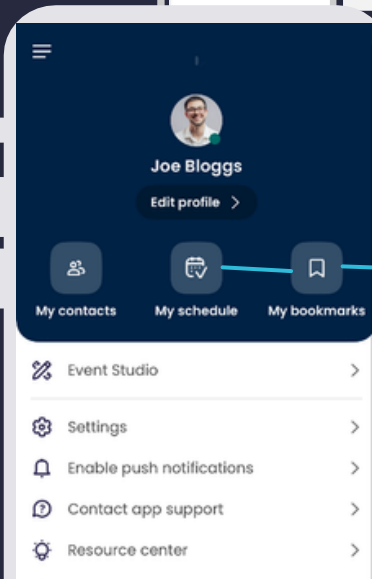 Joe Bloggs
Edit profile
My contacts My schedule My bookmarks
Event Studio
Settings
Enable push notifications
Contact app support
Resource center